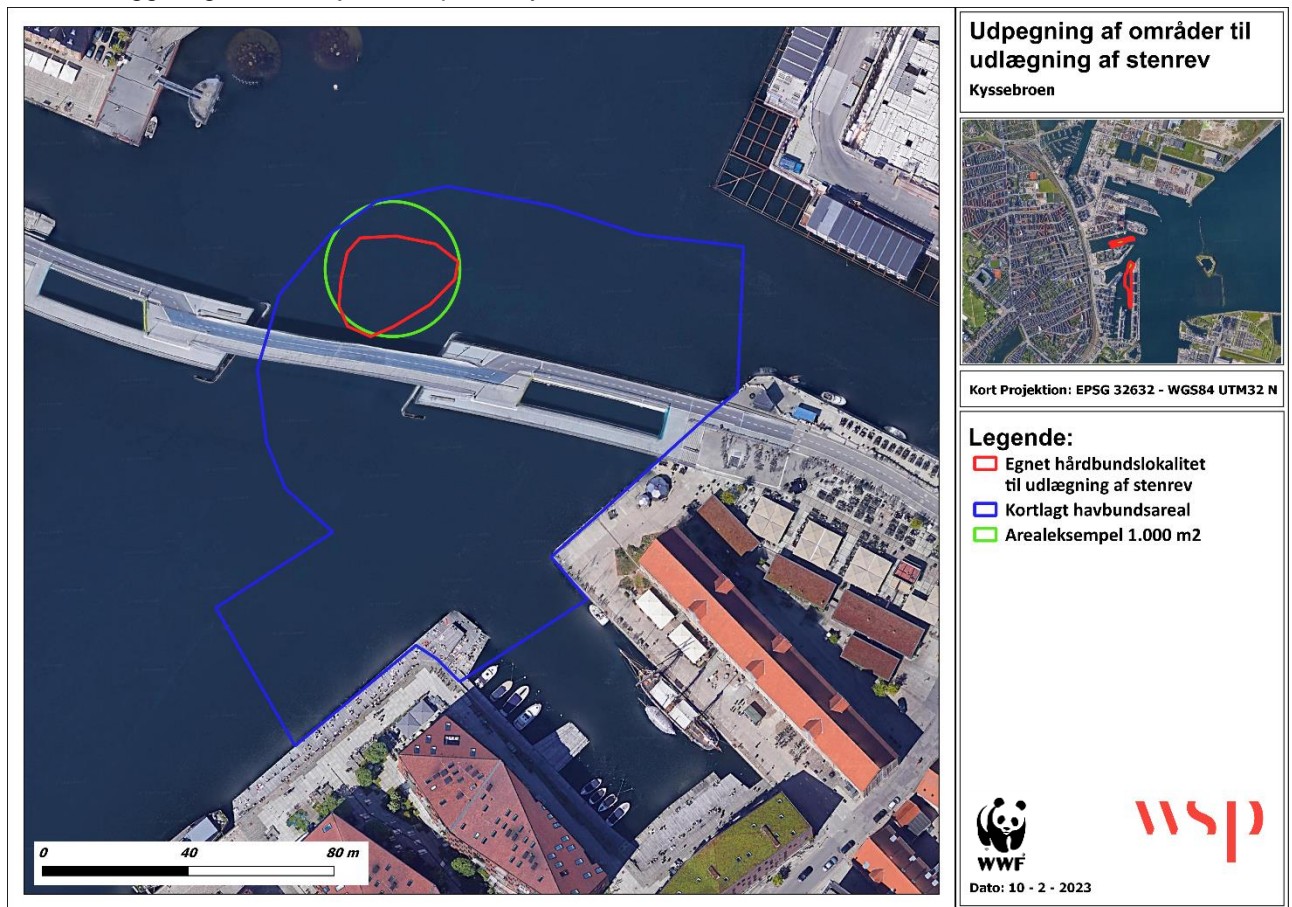 Udpegning af områder til
udlægning af stenrev
Kyssebroen
Kort Projektion: EPSG 32632 - WGS84 UTM32 N
Legende:
Egnet hårdbundslokalitet
til udlægning af stenrev
Kortlagt havbundsareal
Arealeksempel 1.000 m2
0 40 80 m
WWF
wsp
Dato: 10 - 2 - 2023